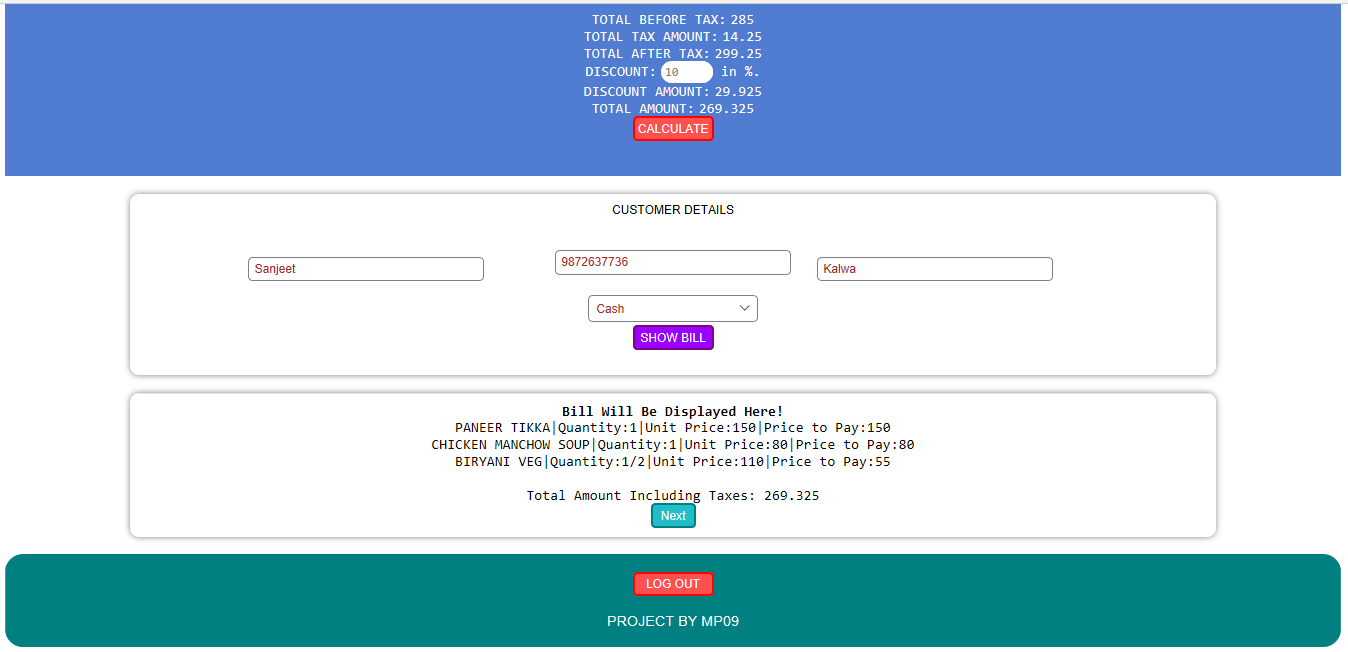 TOTAL BEFORE TAX: 285
TOTAL TAX AMOUNT: 14.25
TOTAL AFTER TAX: 299.25
DISCOUNT: 10 in %.
DISCOUNT AMOUNT: 29.925
TOTAL AMOUNT: 269.325
CALCULATE
CUSTOMER DETAILS
Sanjeet 9872637736 Kalwa
Cash
SHOW BILL
Bill Will Be Displayed Here!
PANEER TIKKA|Quantity:1|Unit Price:150|Price to Pay:150
CHICKEN MANCHOW SOUP|Quantity:1|Unit Price:80|Price to Pay:80
BIRYANI VEG|Quantity:1/2|Unit Price:110|Price to Pay:55
Total Amount Including Taxes: 269.325
Next
LOG OUT
PROJECT BY MP09